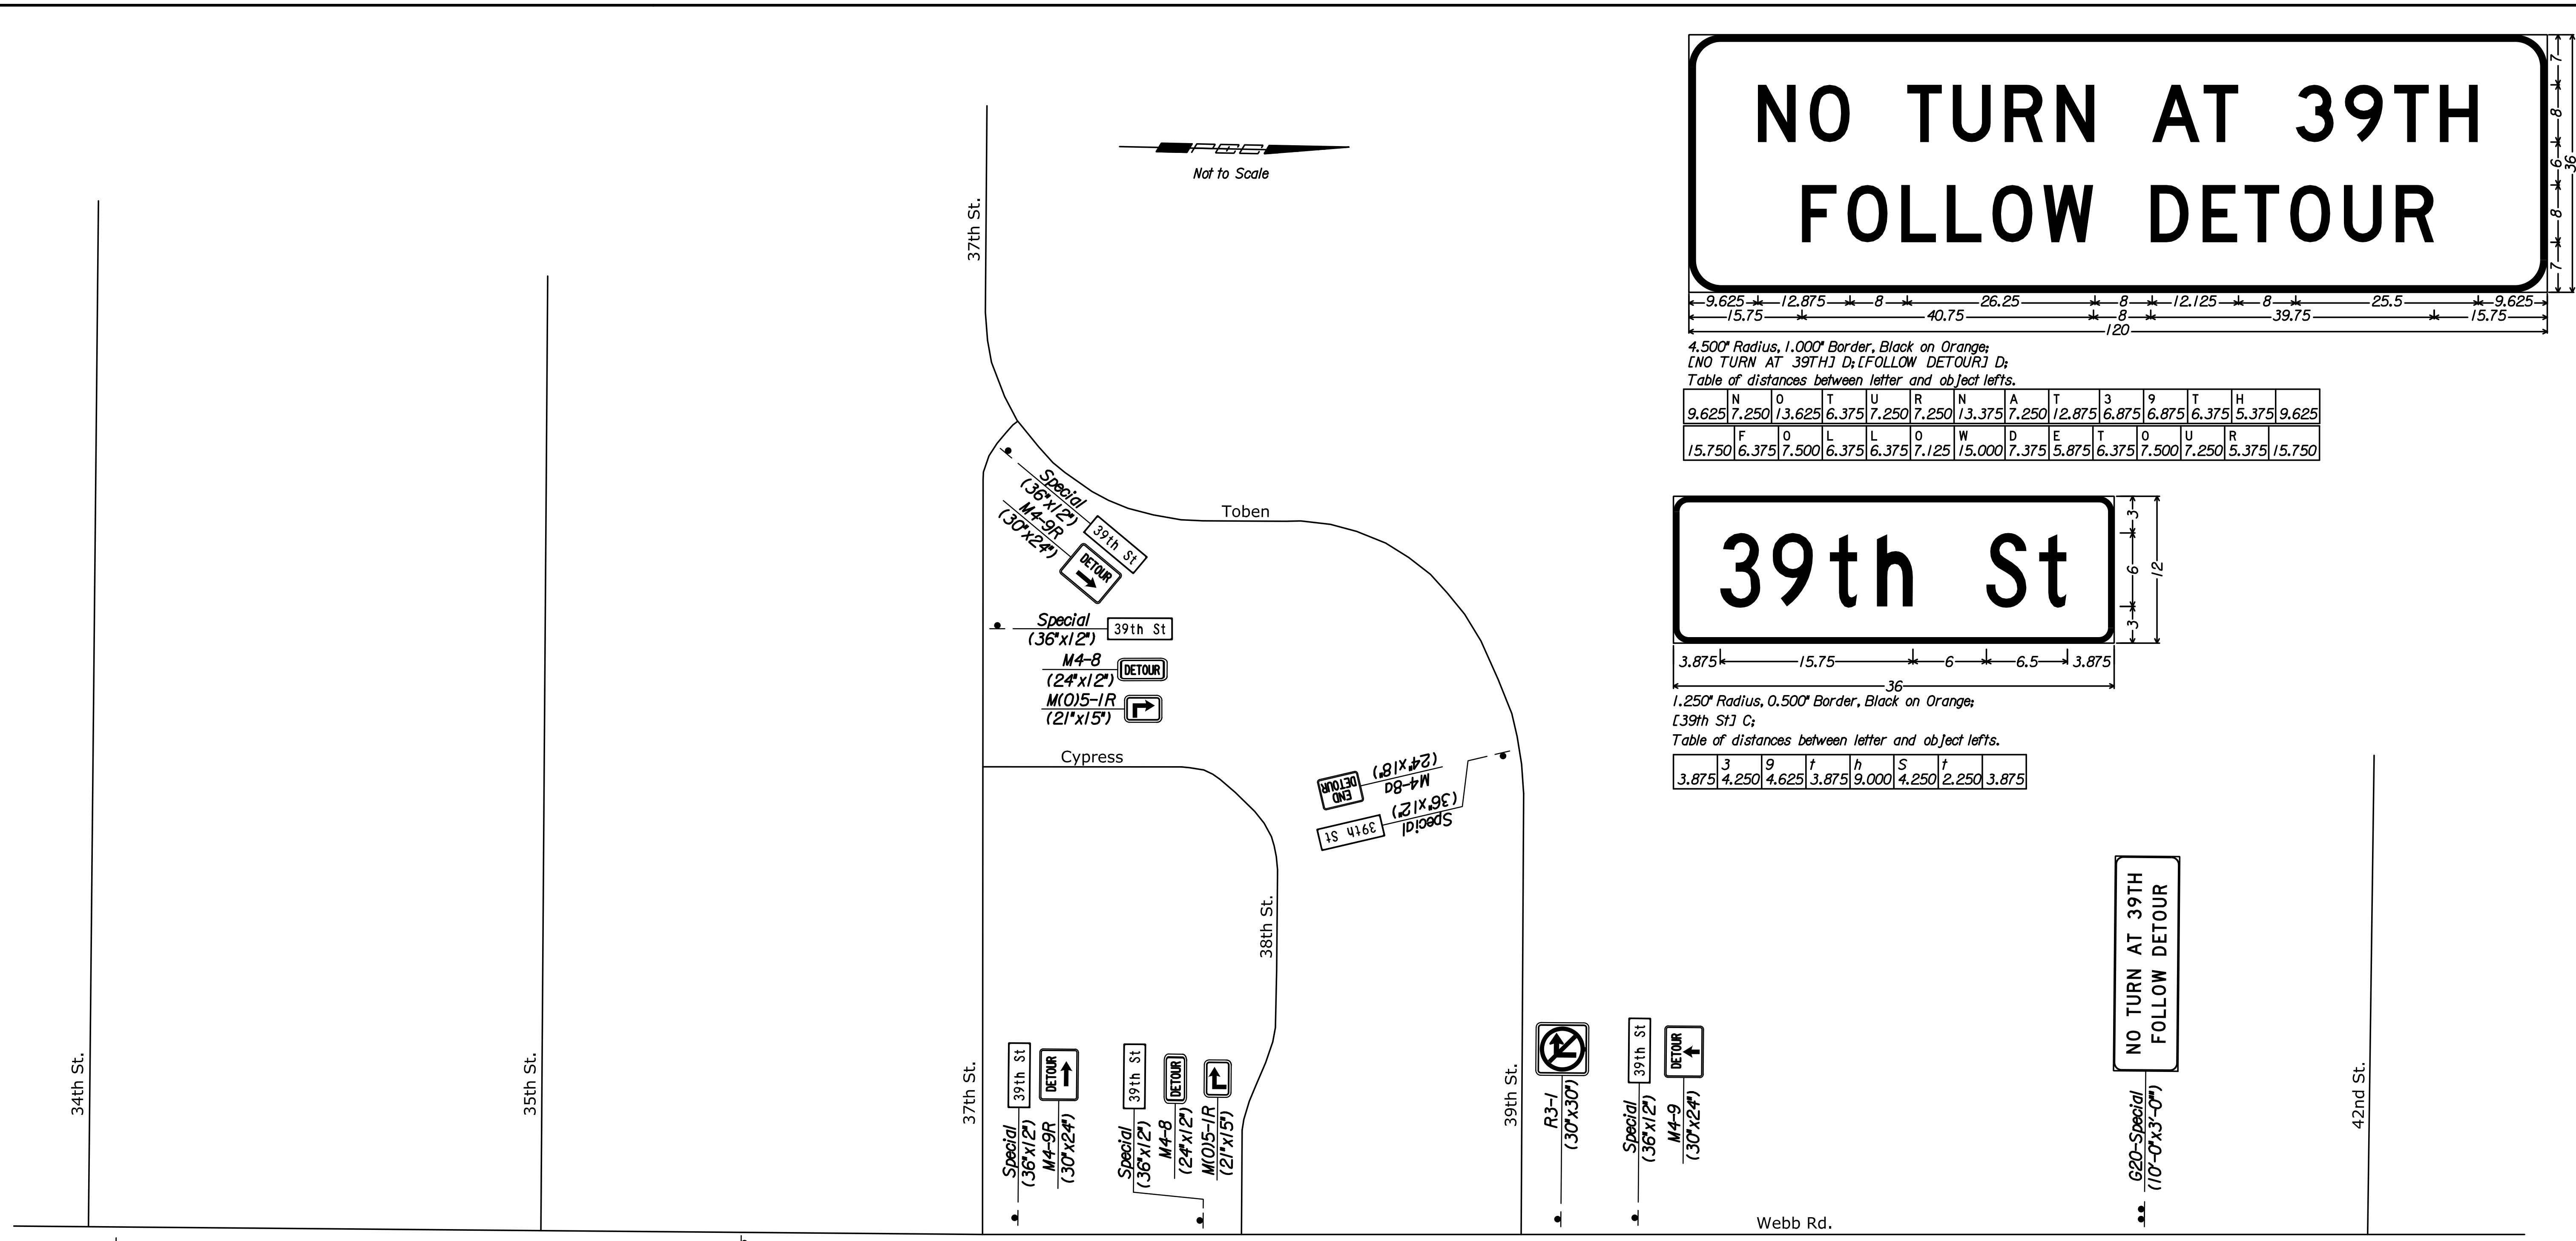 NO TURN AT 39TH
FOLLOW DETOUR
7
8
6
8
7
36
9.625 12.875 8 26.25 8 12.125 8 25.5 9.625
15.75 40.75 8 39.75 15.75
120
4.500" Radius, 1.000" Border, Black on Orange;
[NO TURN AT 39TH] D; [FOLLOW DETOUR] D;
Table of distances between letter and object lefts.
N O T U R N A T 3 9 T H
9.625 7.250 13.625 6.375 7.250 7.250 13.375 7.250 12.875 6.875 6.875 6.375 5.375 9.625
F O L L O W D E T O U R
15.750 6.375 7.500 6.375 6.375 7.125 15.000 7.375 5.875 6.375 7.500 7.250 5.375 15.750
39th St
3
6
3
12
3.875 15.75 6 6.5 3.875
36
1.250" Radius, 0.500" Border, Black on Orange;
[39th St] C;
Table of distances between letter and object lefts.
3 9 t h S t
3.875 4.250 4.625 3.875 9.000 4.250 2.250 3.875
Not to Scale
37th St.
Toben
Special
(36"x12")
39th St
M4-9R
(30"x24")
DETOUR
Special
(36"x12")
39th St
M4-8
(24"x12")
DETOUR
M(O)5-1R
(21"x15")
Cypress
END
DETOUR
M4-8a
(24"x18")
39th St
Special
(36"x12")
34th St.
35th St.
37th St.
38th St.
39th St.
42nd St.
39th St
Special
(36"x12")
DETOUR
M4-9R
(30"x24")
39th St
Special
(36"x12")
DETOUR
M4-8
(24"x12")
M(O)5-1R
(21"x15")
R3-1
(30"x30")
39th St
Special
(36"x12")
DETOUR
M4-9
(30"x24")
NO TURN AT 39TH
FOLLOW DETOUR
G20-Special
(10'-0"x3'-0"")
Webb Rd.